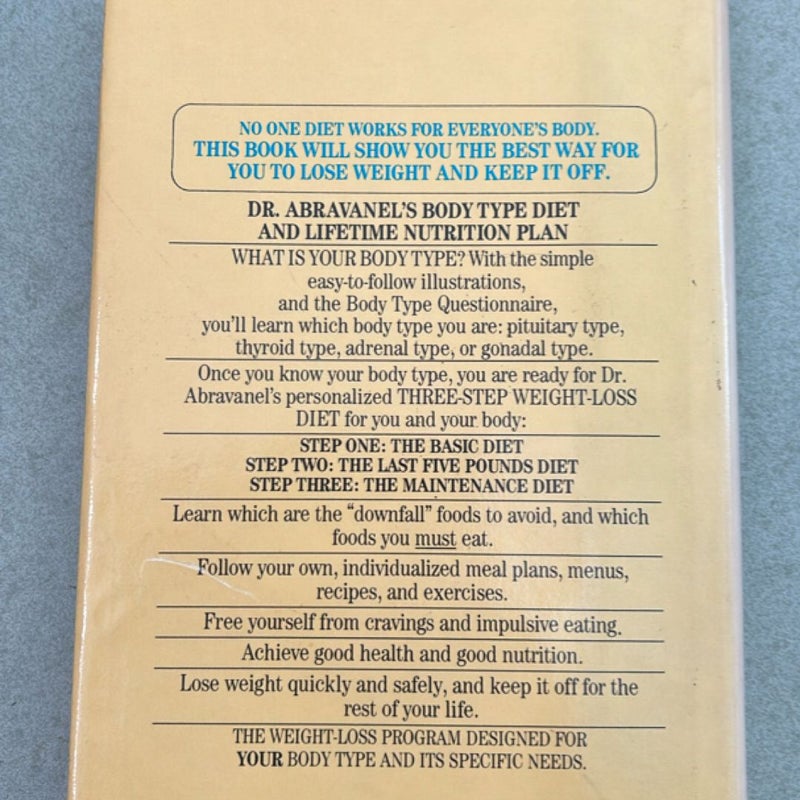 NO ONE DIET WORKS FOR EVERYONE'S BODY.
THIS BOOK WILL SHOW YOU THE BEST WAY FOR
YOU TO LOSE WEIGHT AND KEEP IT OFF.
DR. ABRAVANEL'S BODY TYPE DIET
AND LIFETIME NUTRITION PLAN
WHAT IS YOUR BODY TYPE? With the simple
easy-to-follow illustrations,
and the Body Type Questionnaire,
you'll learn which body type you are: pituitary type,
thyroid type, adrenal type, or gonadal type.
Once you know your body type, you are ready for Dr.
Abravanel's personalized THREE-STEP WEIGHT-LOSS
DIET for you and your body:
STEP ONE: THE BASIC DIET
STEP TWO: THE LAST FIVE POUNDS DIET
STEP THREE: THE MAINTENANCE DIET
Learn which are the "downfall" foods to avoid, and which
foods you must eat.
Follow your own, individualized meal plans, menus,
recipes, and exercises.
Free yourself from cravings and impulsive eating.
Achieve good health and good nutrition.
Lose weight quickly and safely, and keep it off for the
rest of your life.
THE WEIGHT-LOSS PROGRAM DESIGNED FOR
YOUR BODY TYPE AND ITS SPECIFIC NEEDS.